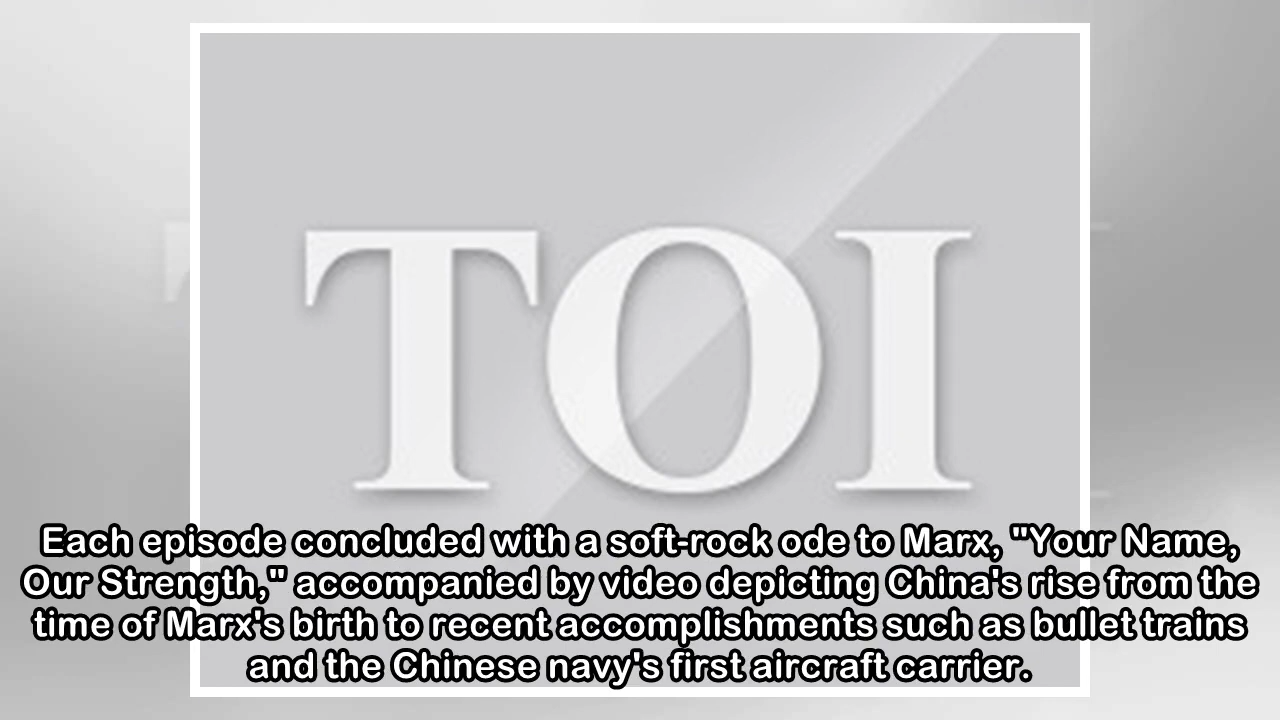 TOI
Each episode concluded with a soft-rock ode to Marx, "Your Name,
Our Strength," accompanied by video depicting China's rise from the
time of Marx's birth to recent accomplishments such as bullet trains
and the Chinese navy's first aircraft carrier.